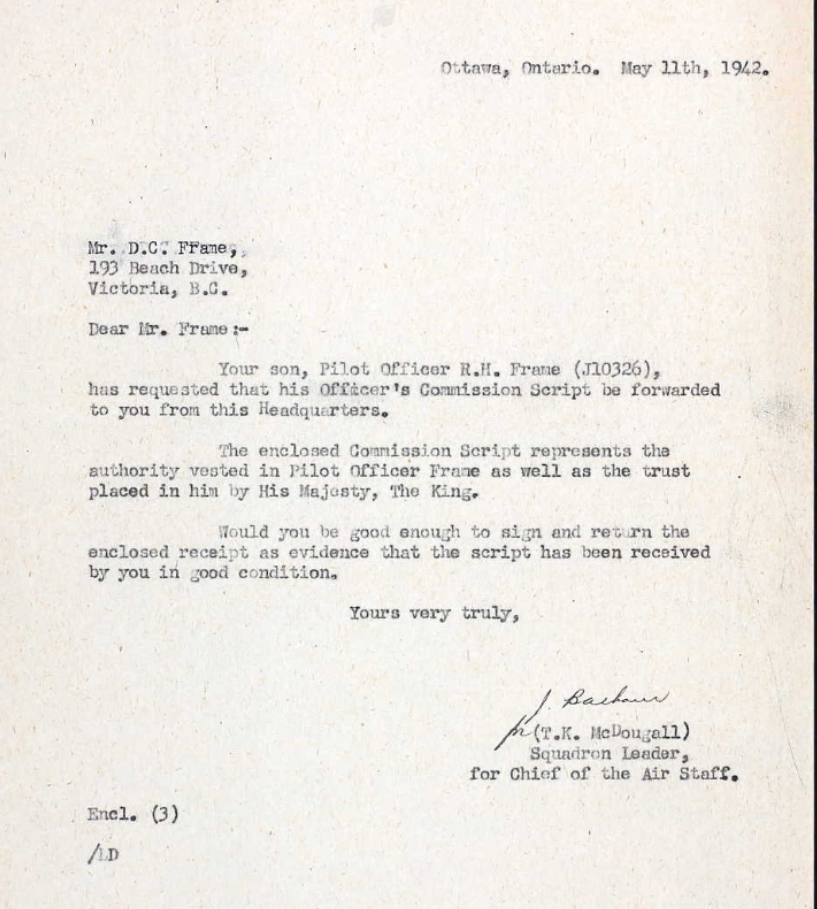 Ottawa, Ontario. May 11th, 1942.
Mr. D.C. FFame,
193 Beach Drive,
Victoria, B.C.
Dear Mr. Frame:-
Your son, Pilot Officer R.H. Frame (J10326),
has requested that his Officer's Commission Script be forwarded
to you from this Headquarters.
The enclosed Commission Script represents the
authority vested in Pilot Officer Frame as well as the trust
placed in him by His Majesty, The King.
Would you be good enough to sign and return the
enclosed receipt as evidence that the script has been received
by you in good condition.
Yours very truly,
J.
(T.K. McDougall)
Squadron Leader,
for Chief of the Air Staff.
Encl. (3)
/LD